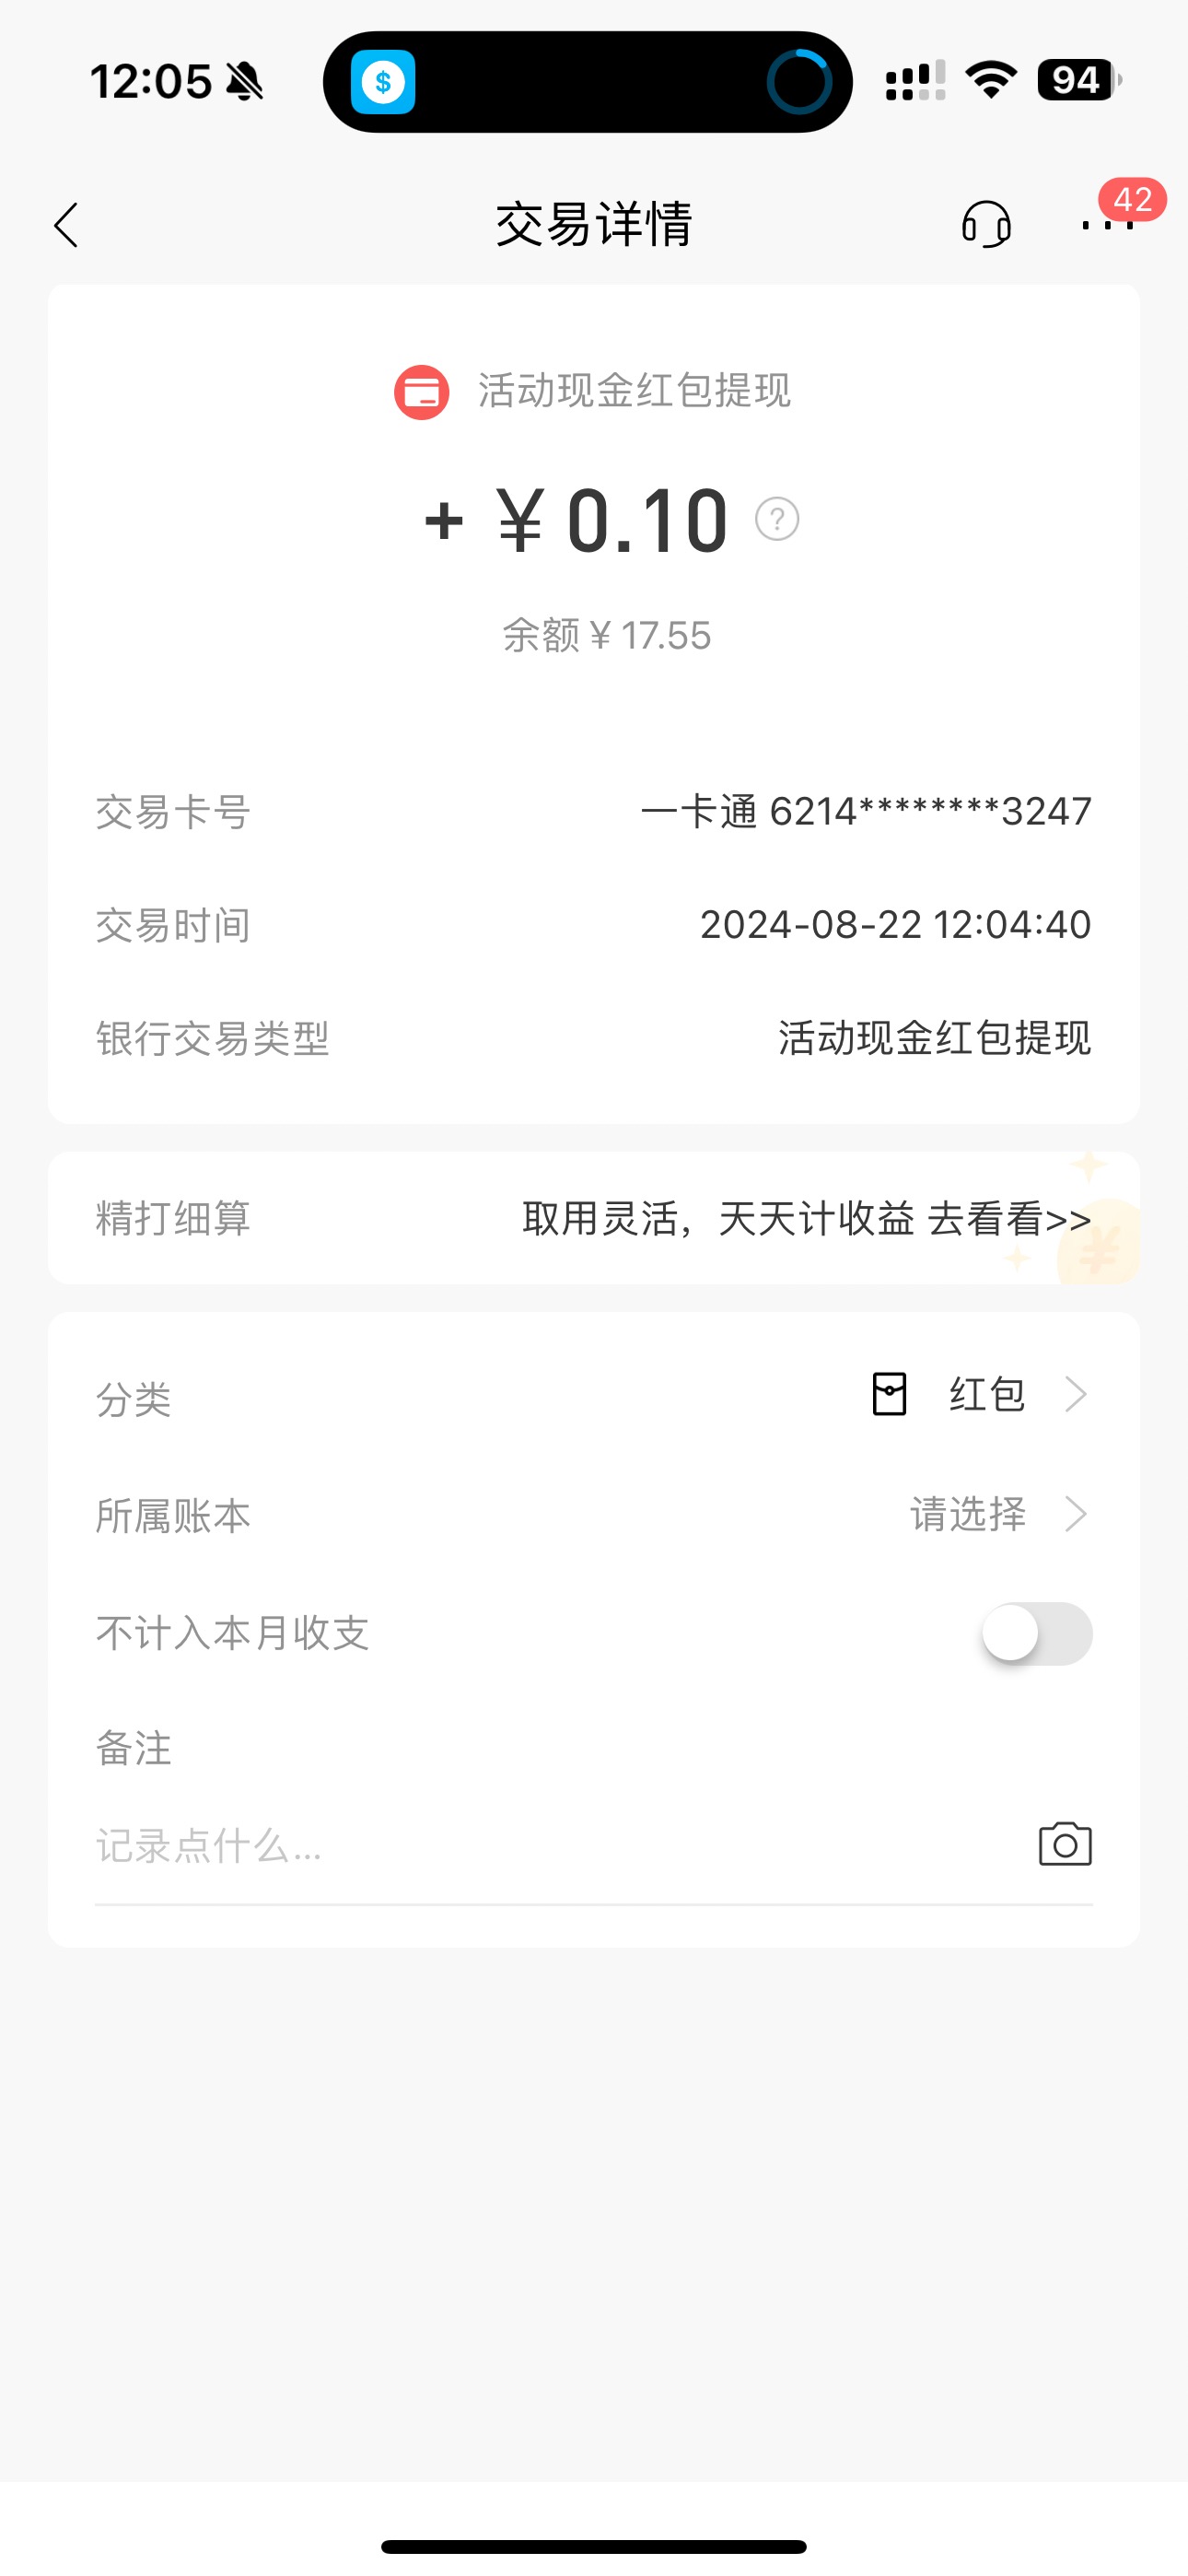 12:05
94
交易详情
42
活动现金红包提现
+ ¥ 0.10 ?
余额 ¥ 17.55
交易卡号 一卡通 6214********3247
交易时间 2024-08-22 12:04:40
银行交易类型 活动现金红包提现
精打细算 取用灵活，天天计收益 去看看>>
分类 红包
所属账本 请选择
不计入本月收支
备注
记录点什么...